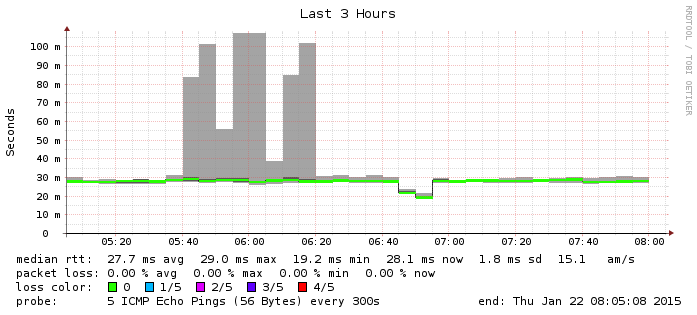 Last 3 Hours
RRDTOOL / TOBI OETIKER
Seconds
100 m
90 m
80 m
70 m
60 m
50 m
40 m
30 m
20 m
10 m
0
05:20 05:40 06:00 06:20 06:40 07:00 07:20 07:40 08:00
median rtt: 27.7 ms avg 29.0 ms max 19.2 ms min 28.1 ms now 1.8 ms sd 15.1 am/s
packet loss: 0.00 % avg 0.00 % max 0.00 % min 0.00 % now
loss color: 0 1/5 2/5 3/5 4/5
probe: 5 ICMP Echo Pings (56 Bytes) every 300s end: Thu Jan 22 08:05:08 2015